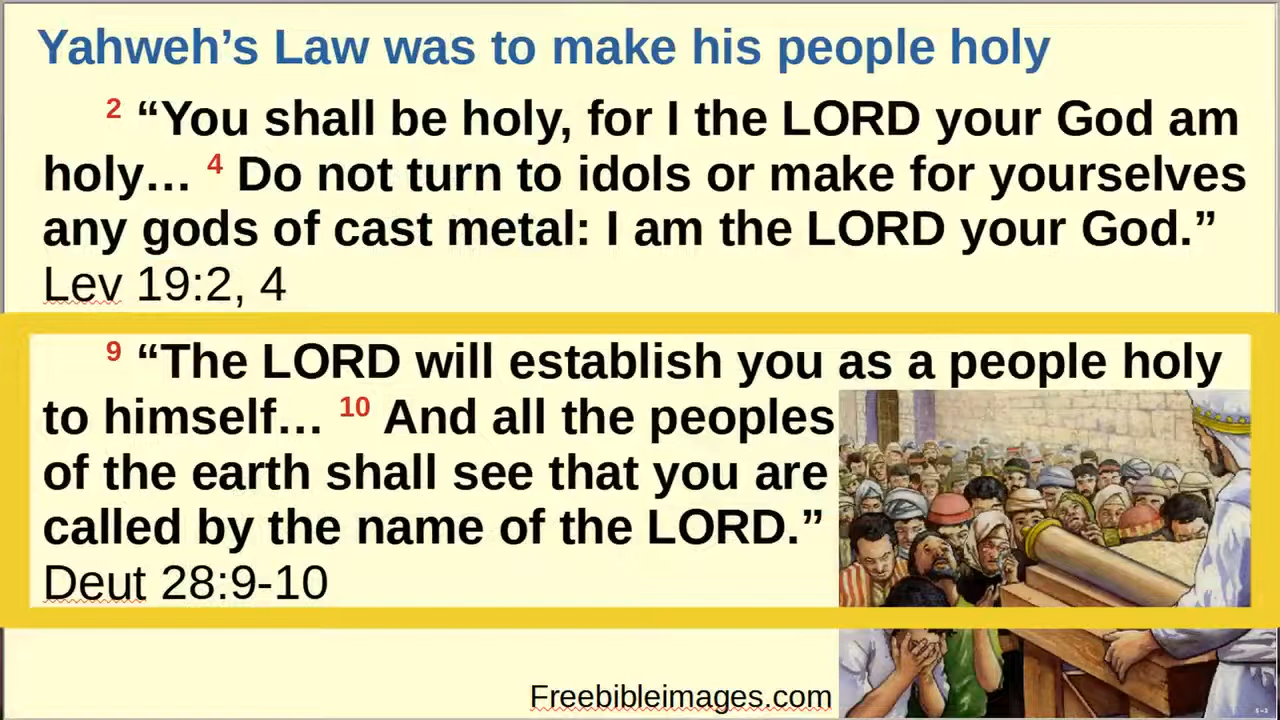 Yahweh’s Law was to make his people holy
2 “You shall be holy, for I the LORD your God am
holy… 4 Do not turn to idols or make for yourselves
any gods of cast metal: I am the LORD your God.”
Lev 19:2, 4
9 “The LORD will establish you as a people holy
to himself… 10 And all the peoples
of the earth shall see that you are
called by the name of the LORD.”
Deut 28:9-10
Freebibleimages.com